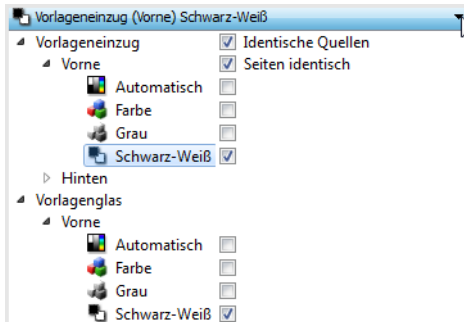 Vorlageneinzug (Vorne) Schwarz-Weiß
Vorlageneinzug Identische Quellen
Vorne Seiten identisch
Automatisch
Farbe
Grau
Schwarz-Weiß
Hinten
Vorlagenglas
Vorne
Automatisch
Farbe
Grau
Schwarz-Weiß